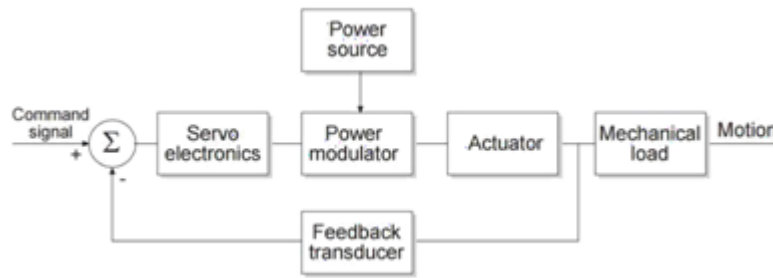 Power
source
Command
signal
+
Σ
-
Servo
electronics
Power
modulator
Actuator
Mechanical
load
Motion
Feedback
transducer